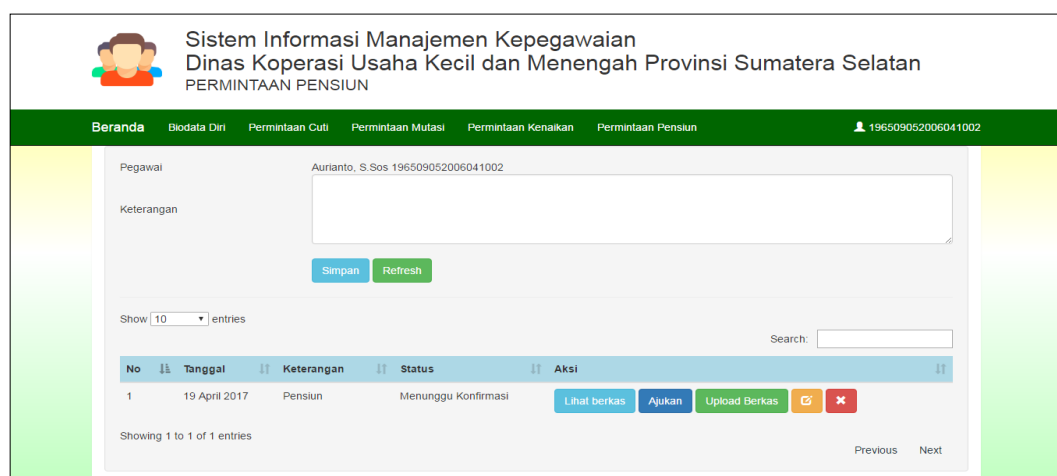 Sistem Informasi Manajemen Kepegawaian
Dinas Koperasi Usaha Kecil dan Menengah Provinsi Sumatera Selatan
PERMINTAAN PENSIUN
Beranda Biodata Diri Permintaan Cuti Permintaan Mutasi Permintaan Kenaikan Permintaan Pensiun 196509052006041002
Pegawai Aurianto, S.Sos 196509052006041002
Keterangan
Simpan Refresh
Show 10 entries
Search:
No Tanggal Keterangan Status Aksi
1 19 April 2017 Pensiun Menunggu Konfirmasi Lihat berkas Ajukan Upload Berkas
Showing 1 to 1 of 1 entries
Previous Next